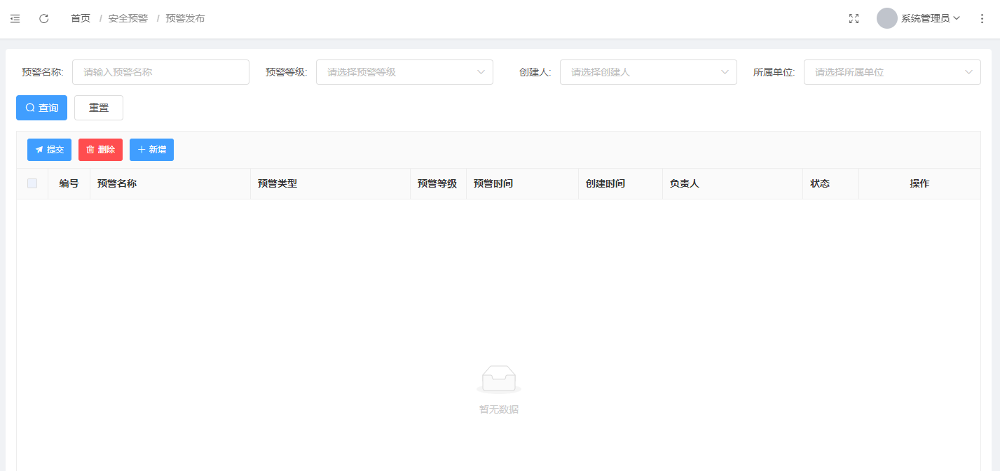 首页 / 安全预警 / 预警发布 系统管理员
预警名称: 请输入预警名称 预警等级: 请选择预警等级 创建人: 请选择创建人 所属单位: 请选择所属单位
查询 重置
提交 删除 新增
编号 预警名称 预警类型 预警等级 预警时间 创建时间 负责人 状态 操作
暂无数据